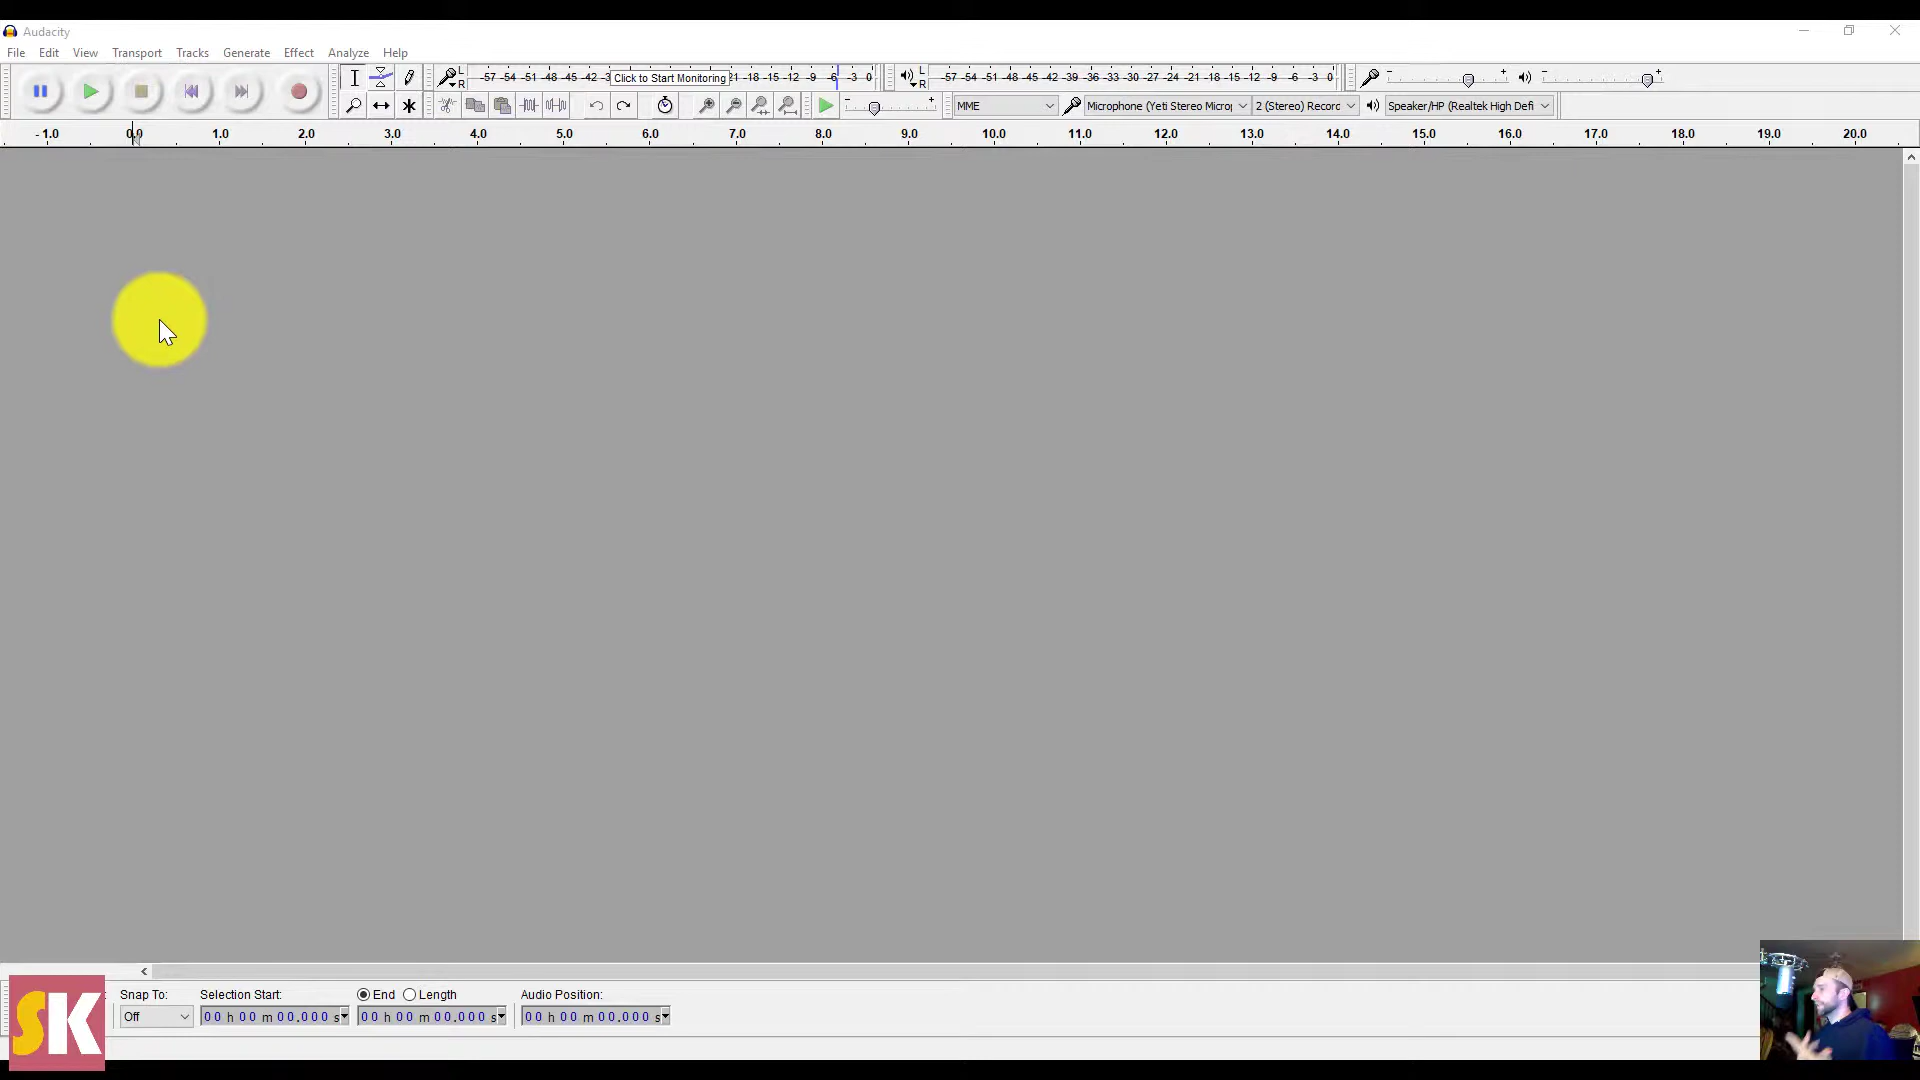 Audacity
File Edit View Transport Tracks Generate Effect Analyze Help
L R -57 -54 -51 -48 -45 -42 -3 Click to Start Monitoring 21 -18 -15 -12 -9 -6 -3 0 L R -57 -54 -51 -48 -45 -42 -39 -36 -33 -30 -27 -24 -21 -18 -15 -12 -9 -6 -3 0 - + - +
- + MME Microphone (Yeti Stereo Microp 2 (Stereo) Recorc Speaker/HP (Realtek High Defi
-1.0 0.0 1.0 2.0 3.0 4.0 5.0 6.0 7.0 8.0 9.0 10.0 11.0 12.0 13.0 14.0 15.0 16.0 17.0 18.0 19.0 20.0
Snap To: Selection Start: End Length Audio Position:
Off 00 h 00 m 00.000 s 00 h 00 m 00.000 s 00 h 00 m 00.000 s
SK